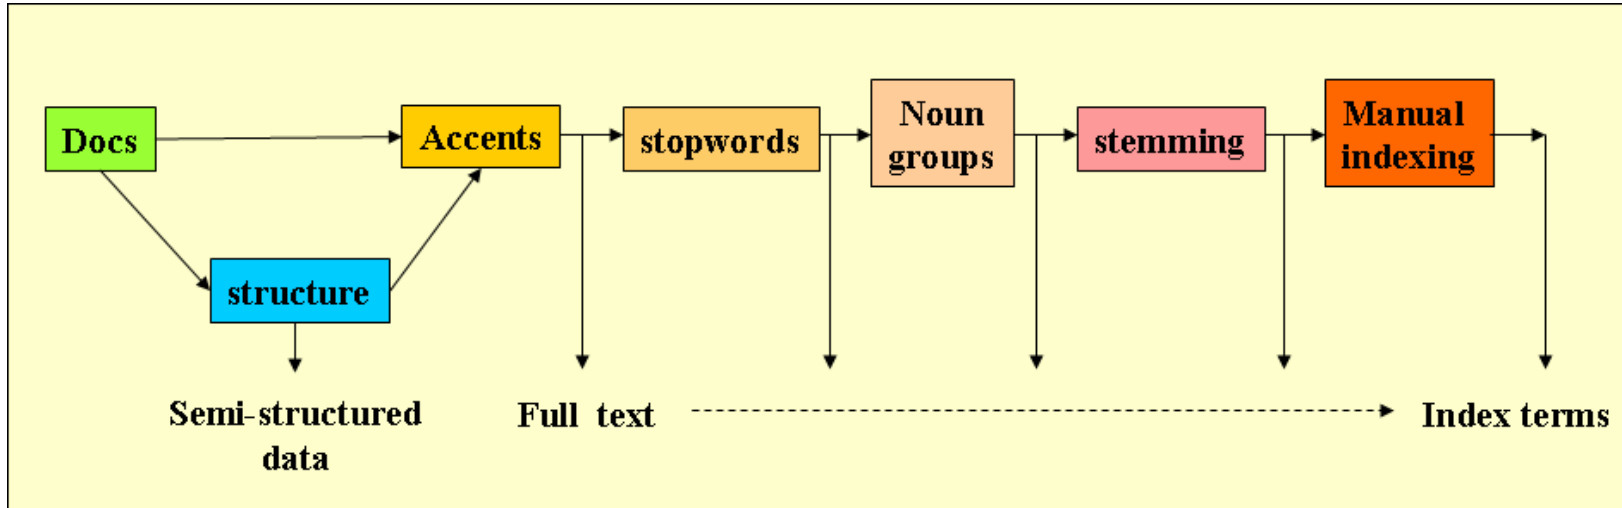 Docs
Accents
stopwords
Noun
groups
stemming
Manual
indexing
structure
Semi-structured
data
Full text
Index terms